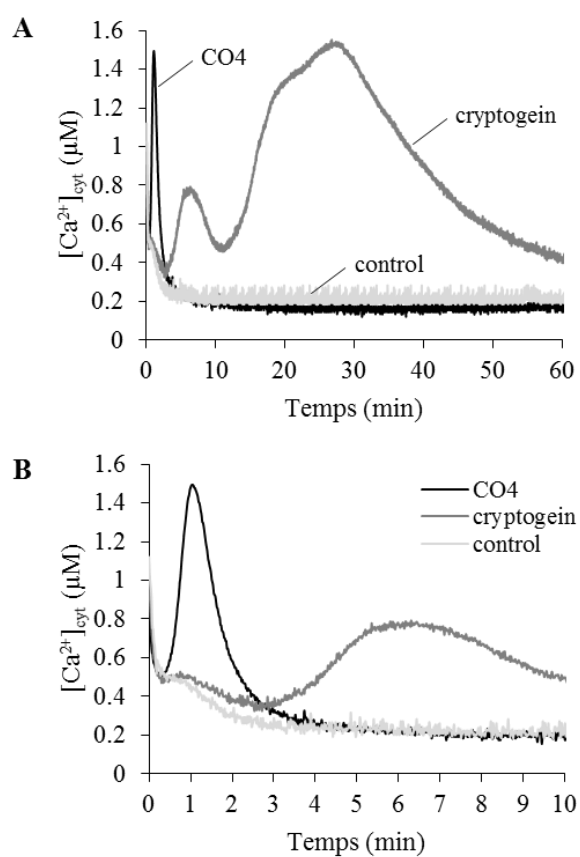 A
1.6
1.4
1.2
1
0.8
0.6
0.4
0.2
0
[Ca²⁺]cyt (µM)
CO4
cryptogein
control
0 10 20 30 40 50 60
Temps (min)
B
1.6
1.4
1.2
1
0.8
0.6
0.4
0.2
0
[Ca²⁺]cyt (µM)
CO4
cryptogein
control
0 1 2 3 4 5 6 7 8 9 10
Temps (min)